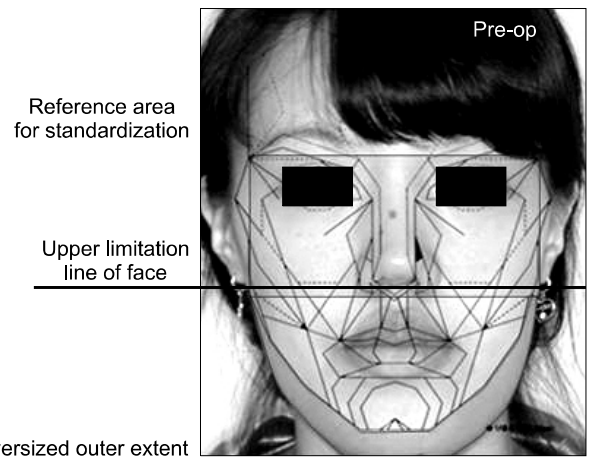 Pre-op
Reference area
for standardization
Upper limitation
line of face
ersized outer extent